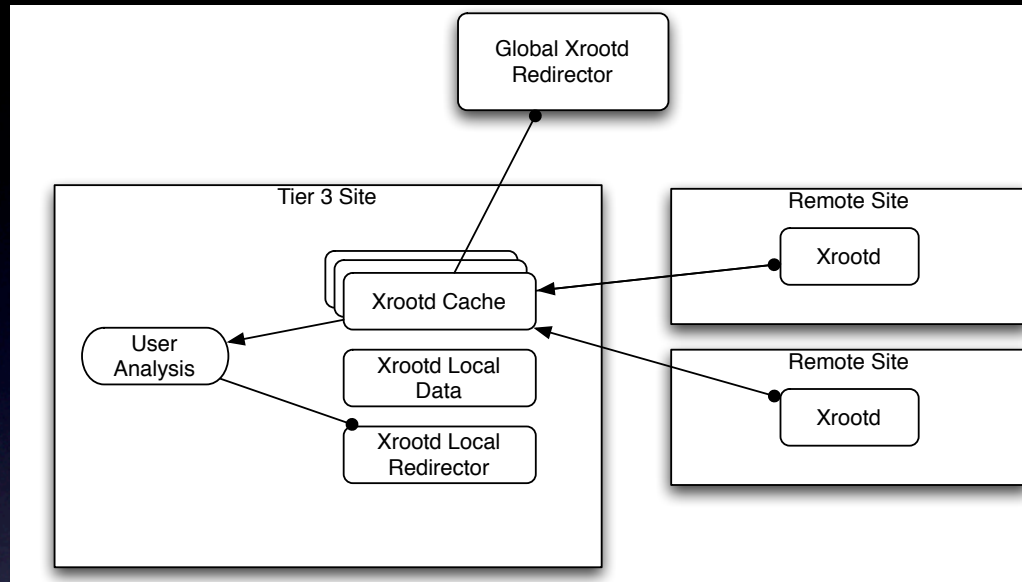 Global Xrootd
Redirector
Tier 3 Site
Xrootd Cache
User
Analysis
Xrootd Local
Data
Xrootd Local
Redirector
Remote Site
Xrootd
Remote Site
Xrootd